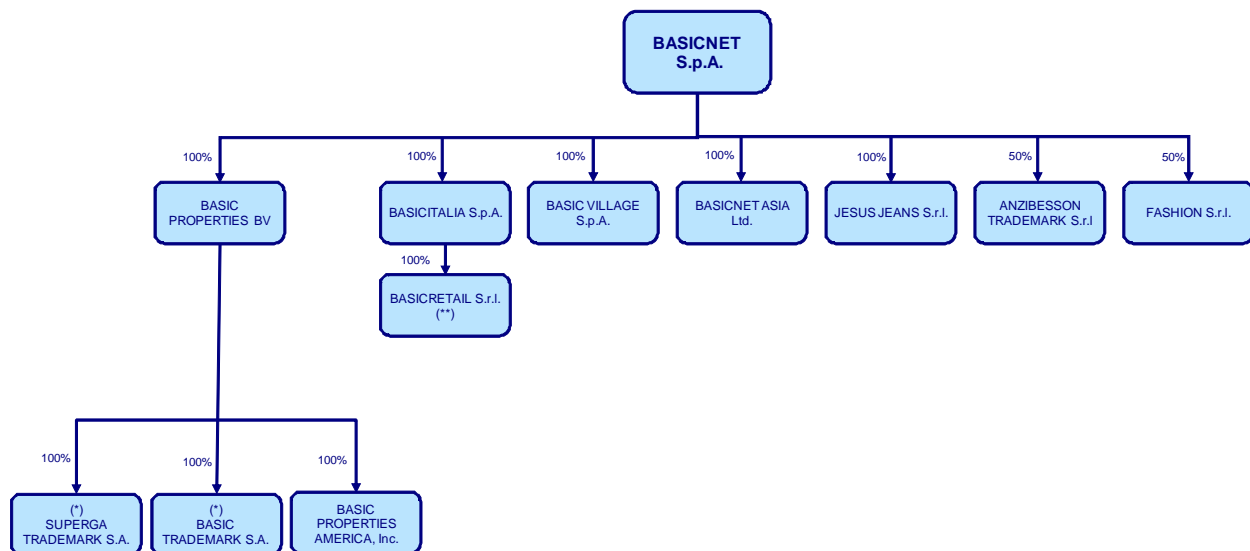 BASICNET
S.p.A.
100%
100%
100%
100%
100%
50%
50%
BASIC
PROPERTIES BV
BASICITALIA S.p.A.
BASIC VILLAGE
S.p.A.
BASICNET ASIA
Ltd.
JESUS JEANS S.r.l.
ANZIBESSON
TRADEMARK S.r.l
FASHION S.r.l.
100%
BASICRETAIL S.r.l.
(**)
100%
100%
100%
(*)
SUPERGA
TRADEMARK S.A.
(*)
BASIC
TRADEMARK S.A.
BASIC
PROPERTIES
AMERICA, Inc.